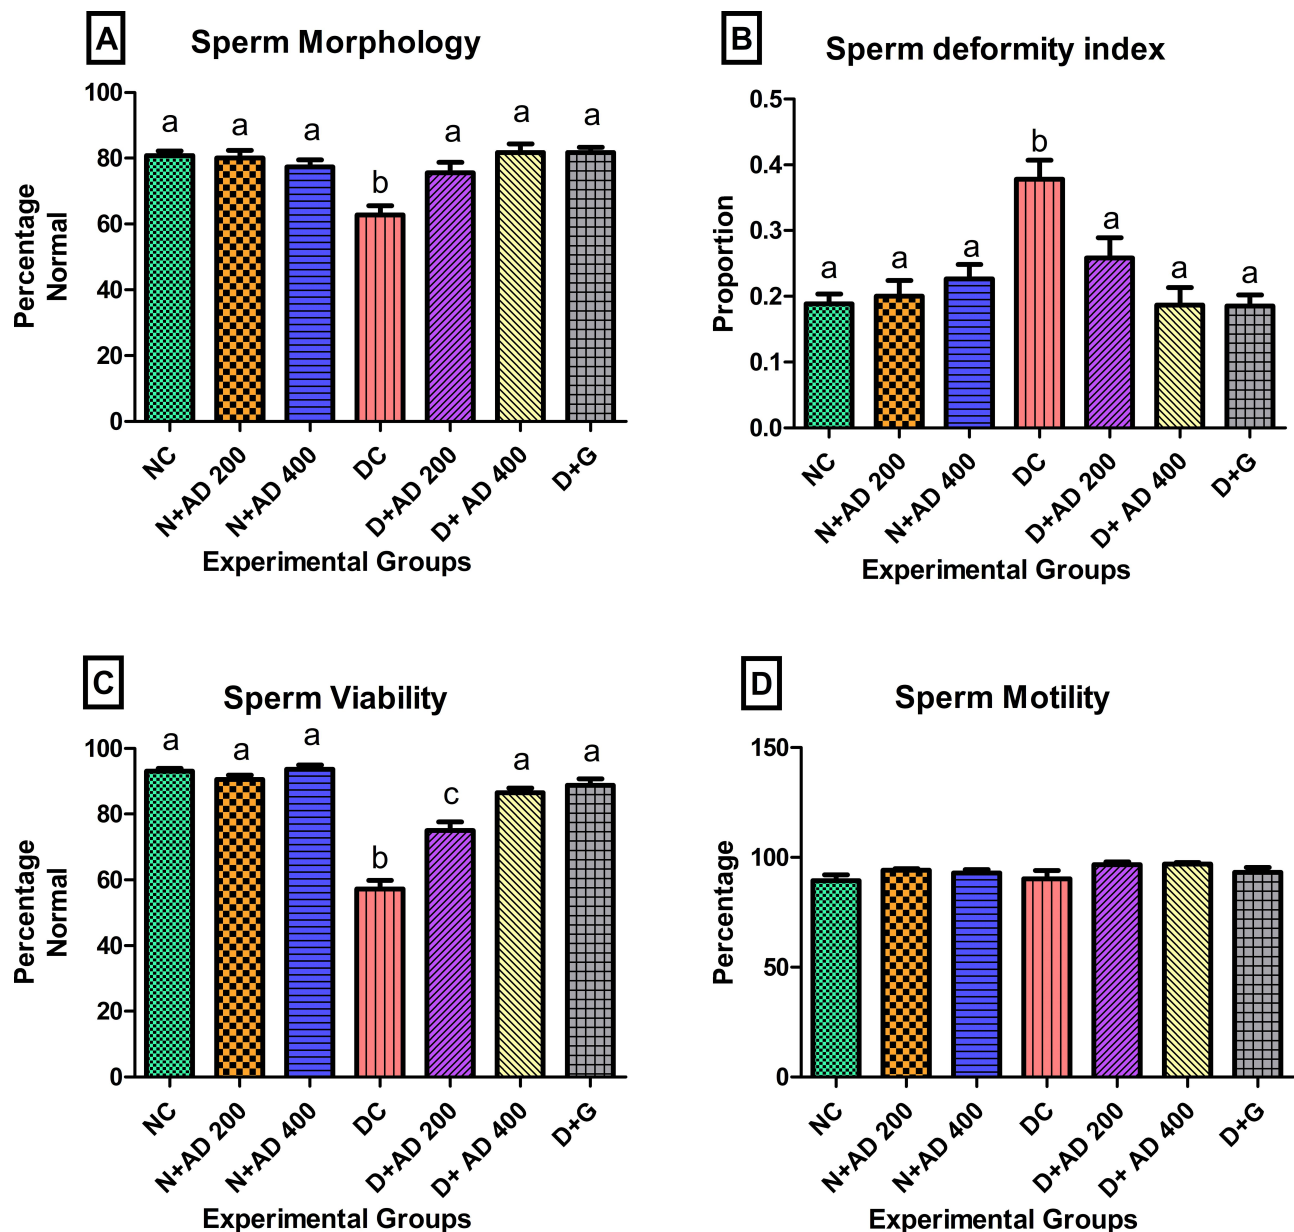 A
Sperm Morphology
100
80
60
40
20
0
Percentage
Normal
a
a
a
b
a
a
a
NC
N+AD 200
N+AD 400
DC
D+AD 200
D+ AD 400
D+G
Experimental Groups
B
Sperm deformity index
0.5
0.4
0.3
0.2
0.1
0.0
Proportion
a
a
a
b
a
a
a
NC
N+AD 200
N+AD 400
DC
D+AD 200
D+ AD 400
D+G
Experimental Groups
C
Sperm Viability
100
80
60
40
20
0
Percentage
Normal
a
a
a
b
c
a
a
NC
N+AD 200
N+AD 400
DC
D+AD 200
D+ AD 400
D+G
Experimental Groups
D
Sperm Motility
150
100
50
0
Percentage
NC
N+AD 200
N+AD 400
DC
D+AD 200
D+ AD 400
D+G
Experimental Groups